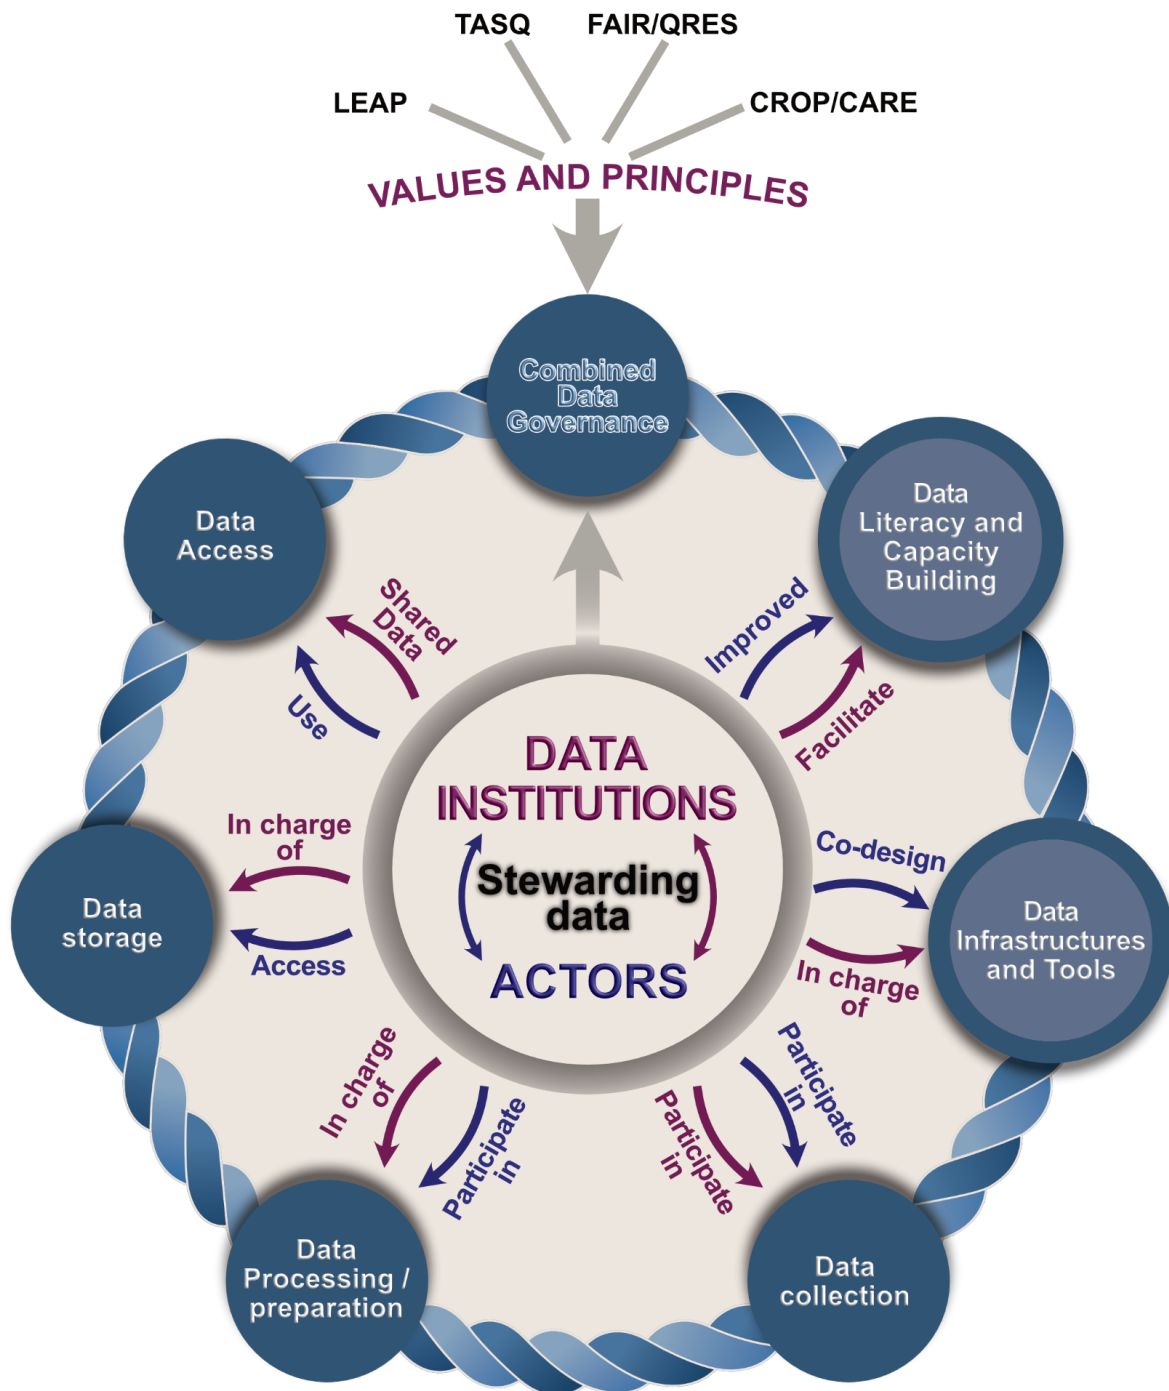 TASQ
FAIR/QRES
LEAP
CROP/CARE
VALUES AND PRINCIPLES
Combined
Data
Governance
Data
Literacy and
Capacity
Building
Data
Access
Shared
Data
Use
Improved
Facilitate
DATA
INSTITUTIONS
Stewarding
data
ACTORS
In charge
of
Access
Data
storage
Co-design
In charge
of
Data
Infrastructures
and Tools
In charge
of
Participate
in
Participate
in
Participate
in
Data
Processing /
preparation
Data
collection